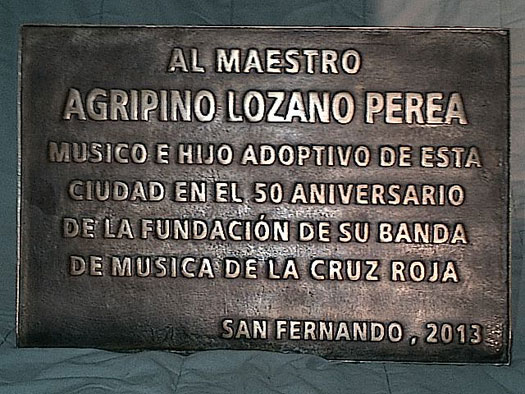 AL MAESTRO
AGRIPINO LOZANO PEREA
MUSICO E HIJO ADOPTIVO DE ESTA
CIUDAD EN EL 50 ANIVERSARIO
DE LA FUNDACIÓN DE SU BANDA
DE MUSICA DE LA CRUZ ROJA
SAN FERNANDO , 2013